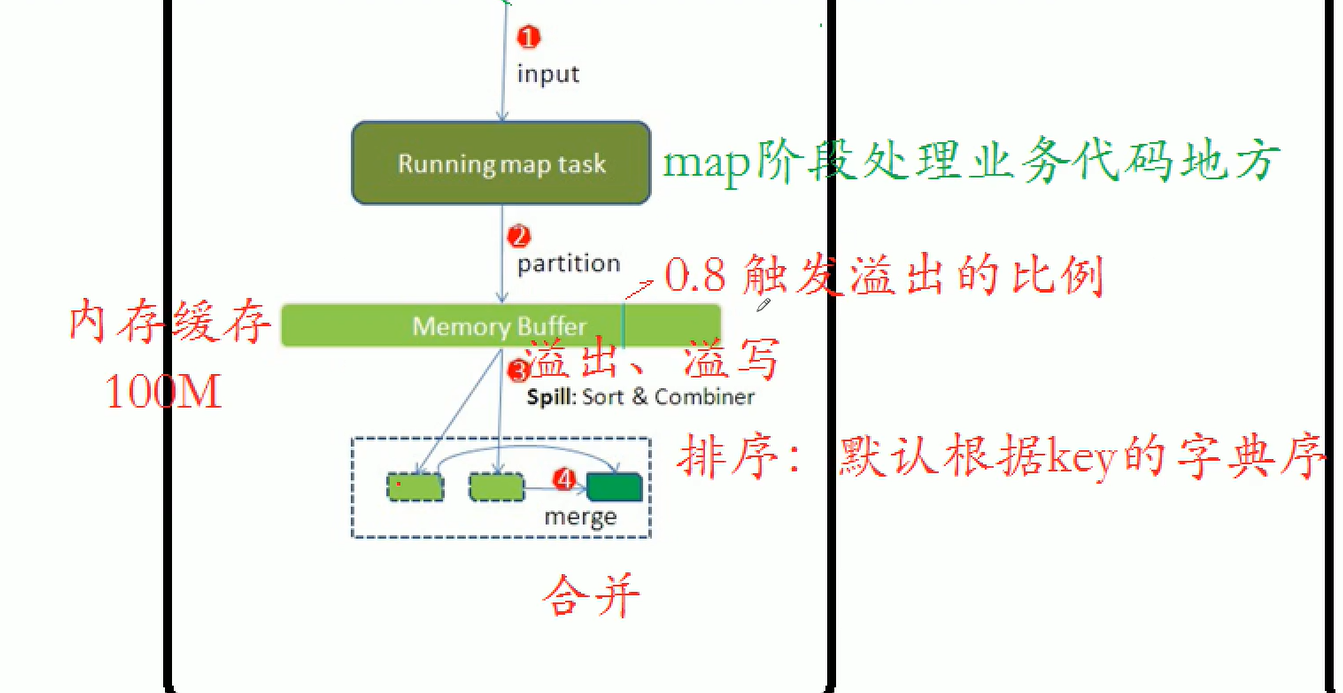 1
input
Running map task
map阶段处理业务代码地方
2
partition
0.8 触发溢出的比例
内存缓存
100M
Memory Buffer
溢出、溢写
3
Spill: Sort & Combiner
排序：默认根据key的字典序
4
merge
合并